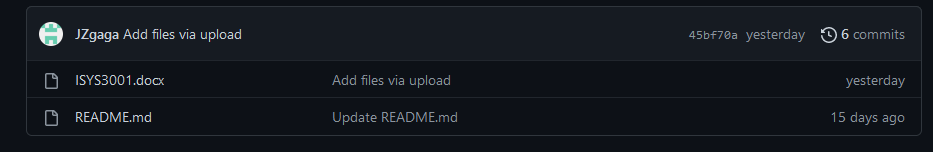 JZgaga Add files via upload 45bf70a yesterday 6 commits
ISYS3001.docx Add files via upload yesterday
README.md Update README.md 15 days ago